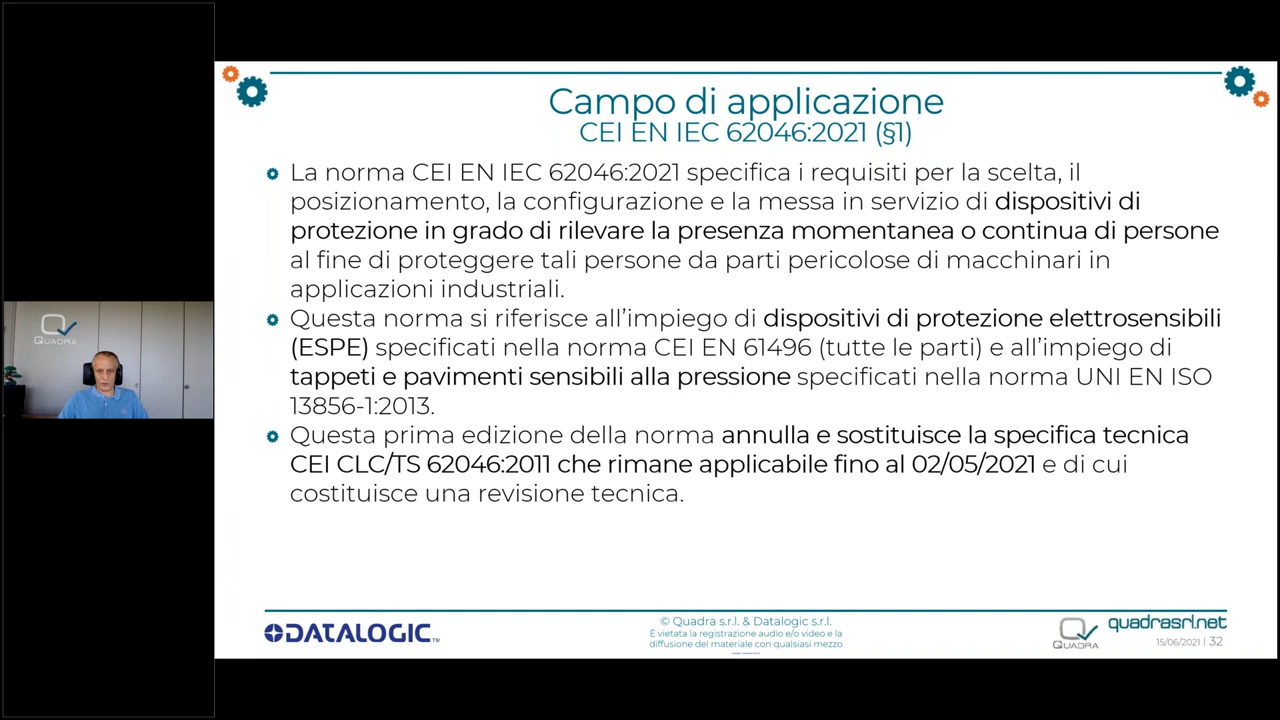 QUADRA
Campo di applicazione
CEI EN IEC 62046:2021 (§1)
La norma CEI EN IEC 62046:2021 specifica i requisiti per la scelta, il
posizionamento, la configurazione e la messa in servizio di dispositivi di
protezione in grado di rilevare la presenza momentanea o continua di persone
al fine di proteggere tali persone da parti pericolose di macchinari in
applicazioni industriali.
Questa norma si riferisce all'impiego di dispositivi di protezione elettrosensibili
(ESPE) specificati nella norma CEI EN 61496 (tutte le parti) e all'impiego di
tappeti e pavimenti sensibili alla pressione specificati nella norma UNI EN ISO
13856-1:2013.
Questa prima edizione della norma annulla e sostituisce la specifica tecnica
CEI CLC/TS 62046:2011 che rimane applicabile fino al 02/05/2021 e di cui
costituisce una revisione tecnica.
DATALOGIC™
© Quadra s.r.l. & Datalogic s.r.l.
È vietata la registrazione audio e/o video e la
diffusione del materiale con qualsiasi mezzo
QUADRA
quadrasrl.net
15/06/2021 | 32